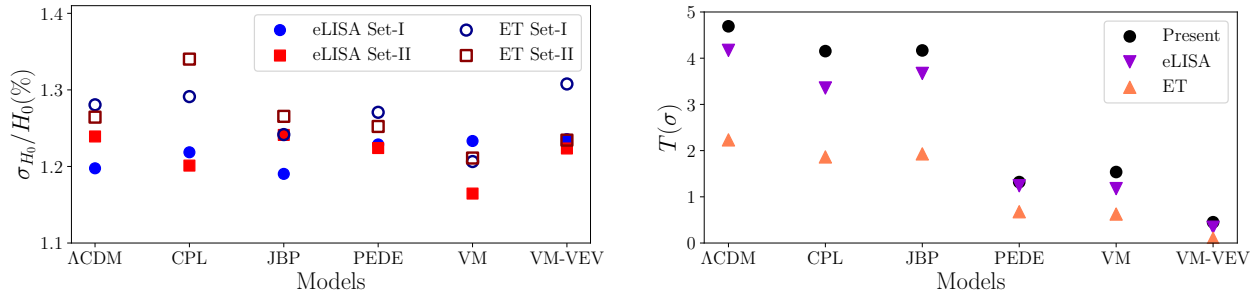 1.4
1.3
1.2
1.1
σ_{H_0}/H_0(%)
eLISA Set-I
eLISA Set-II
ET Set-I
ET Set-II
ΛCDM CPL JBP PEDE VM VM-VEV
Models
5
4
3
2
1
0
T(σ)
Present
eLISA
ET
ΛCDM CPL JBP PEDE VM VM-VEV
Models